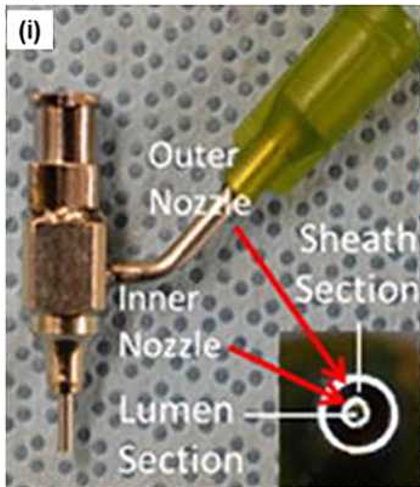 (i)
Outer
Nozzle
Sheath
Section
Inner
Nozzle
Lumen
Section